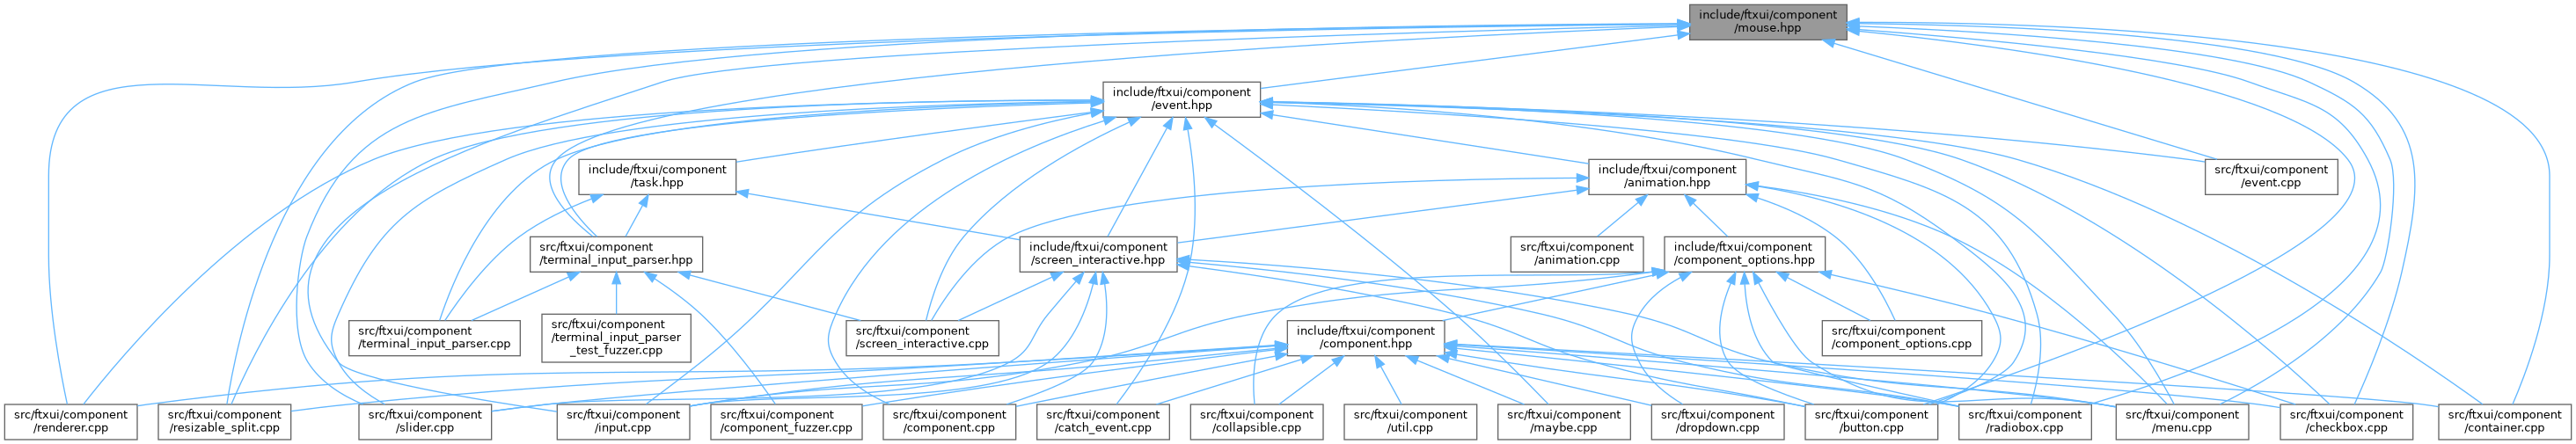 include/ftxui/component
/mouse.hpp
include/ftxui/component
/event.hpp
include/ftxui/component
/task.hpp
include/ftxui/component
/animation.hpp
src/ftxui/component
/event.cpp
src/ftxui/component
/terminal_input_parser.hpp
include/ftxui/component
/screen_interactive.hpp
src/ftxui/component
/animation.cpp
include/ftxui/component
/component_options.hpp
src/ftxui/component
/terminal_input_parser.cpp
src/ftxui/component
/terminal_input_parser
_test_fuzzer.cpp
src/ftxui/component
/screen_interactive.cpp
include/ftxui/component
/component.hpp
src/ftxui/component
/component_options.cpp
src/ftxui/component
/renderer.cpp
src/ftxui/component
/resizable_split.cpp
src/ftxui/component
/slider.cpp
src/ftxui/component
/input.cpp
src/ftxui/component
/component_fuzzer.cpp
src/ftxui/component
/component.cpp
src/ftxui/component
/catch_event.cpp
src/ftxui/component
/collapsible.cpp
src/ftxui/component
/util.cpp
src/ftxui/component
/maybe.cpp
src/ftxui/component
/dropdown.cpp
src/ftxui/component
/button.cpp
src/ftxui/component
/radiobox.cpp
src/ftxui/component
/menu.cpp
src/ftxui/component
/checkbox.cpp
src/ftxui/component
/container.cpp